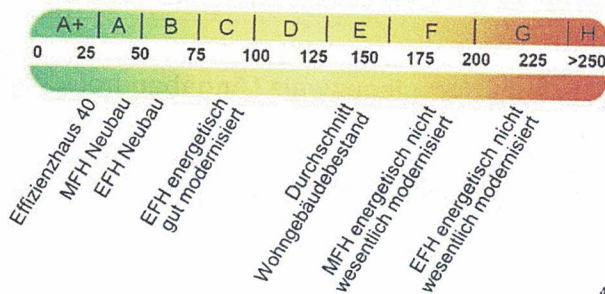 A+ A B C D E F G H
0 25 50 75 100 125 150 175 200 225 >250
Effizienzhaus 40
MFH Neubau
EFH Neubau
EFH energetisch
gut modernisiert
Durchschnitt
Wohngebäudebestand
MFH energetisch nicht
wesentlich modernisiert
EFH energetisch nicht
wesentlich modernisiert